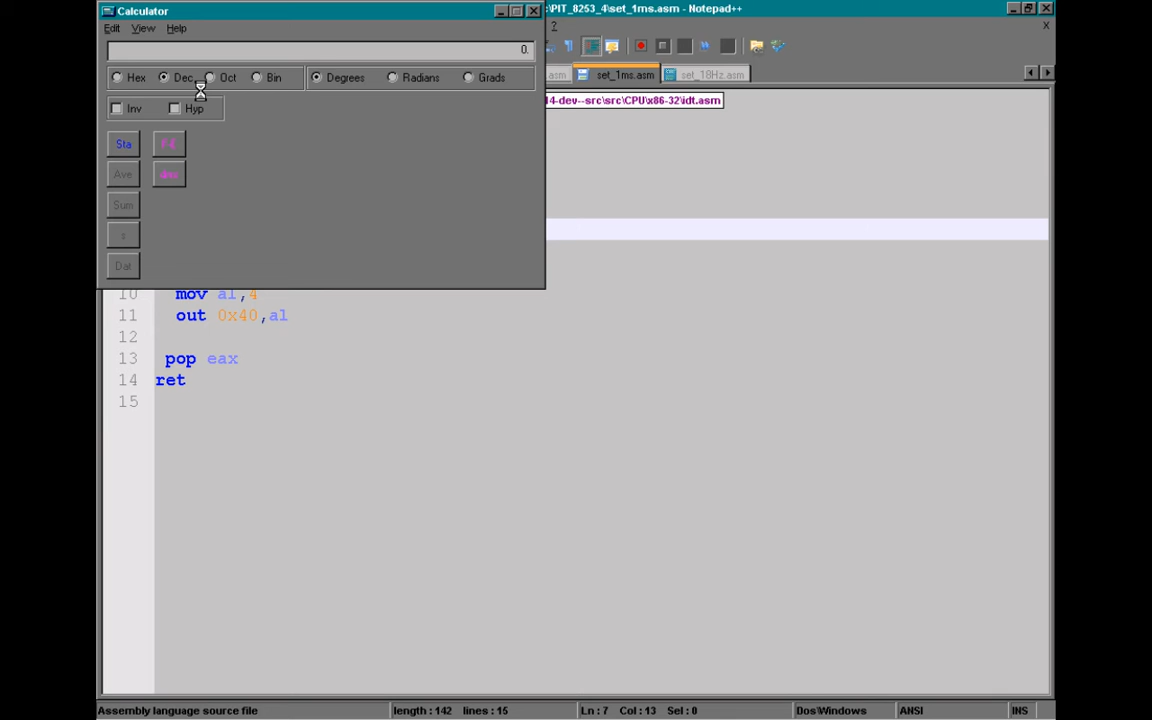 Calculator
:\PIT_8253_4\set_1ms.asm - Notepad++
Edit View Help
?
0.
.asm set_1ms.asm set_18Hz.asm
Hex Dec Oct Bin Degrees Radians Grads
14-dev--src\src\CPU\x86-32\idt.asm
Inv Hyp
Sta F-E
Ave dms
Sum
s
Dat
10 mov al,4
11 out 0x40,al
12
13 pop eax
14 ret
15
Assembly language source file length : 142 lines : 15 Ln : 7 Col : 13 Sel : 0 Dos\Windows ANSI INS